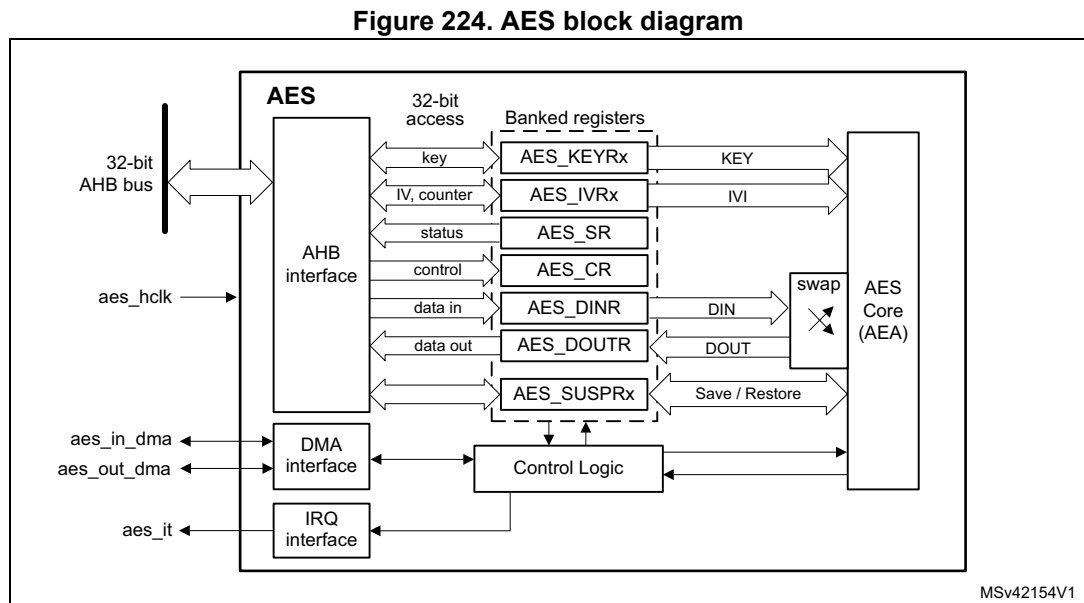 Figure 224. AES block diagram
AES
32-bit
access
Banked registers
32-bit
AHB bus
key
AES_KEYRx
KEY
IV, counter
AES_IVRx
IVI
status
AES_SR
AHB
interface
control
AES_CR
swap
aes_hclk
data in
AES_DINR
DIN
AES
Core
(AEA)
data out
AES_DOUTR
DOUT
AES_SUSPRx
Save / Restore
aes_in_dma
aes_out_dma
DMA
interface
Control Logic
aes_it
IRQ
interface
MSv42154V1